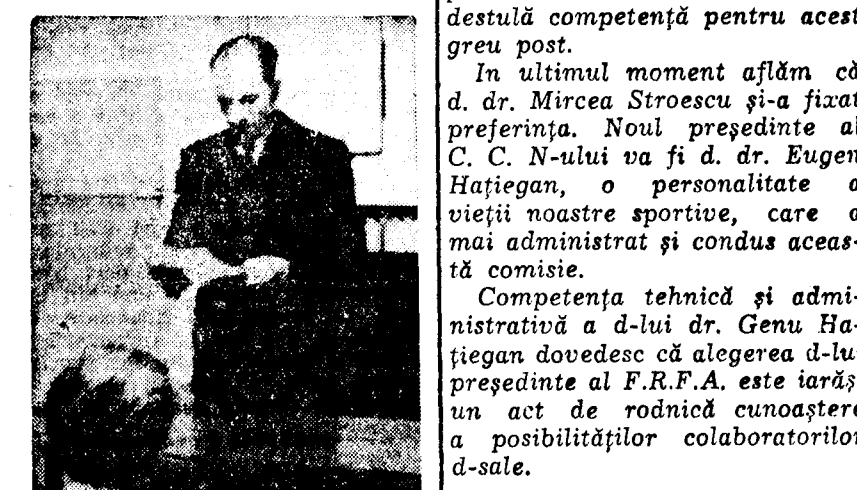 destulă competență pentru acest
greu post.
In ultimul moment aflăm că
d. dr. Mircea Stroescu și-a fixat
preferința. Noul președinte al
C. C. N-ului va fi d. dr. Eugen
Hațiegan, o personalitate a
vieții noastre sportive, care a
mai administrat și condus aceas-
tă comisie.
Competența tehnică și admi-
nistrativă a d-lui dr. Genu Ha-
țiegan dovedesc că alegerea d-lui
președinte al F.R.F.A. este iarăși
un act de rodnică cunoaștere
a posibilităților colaboratorilor
d-sale.